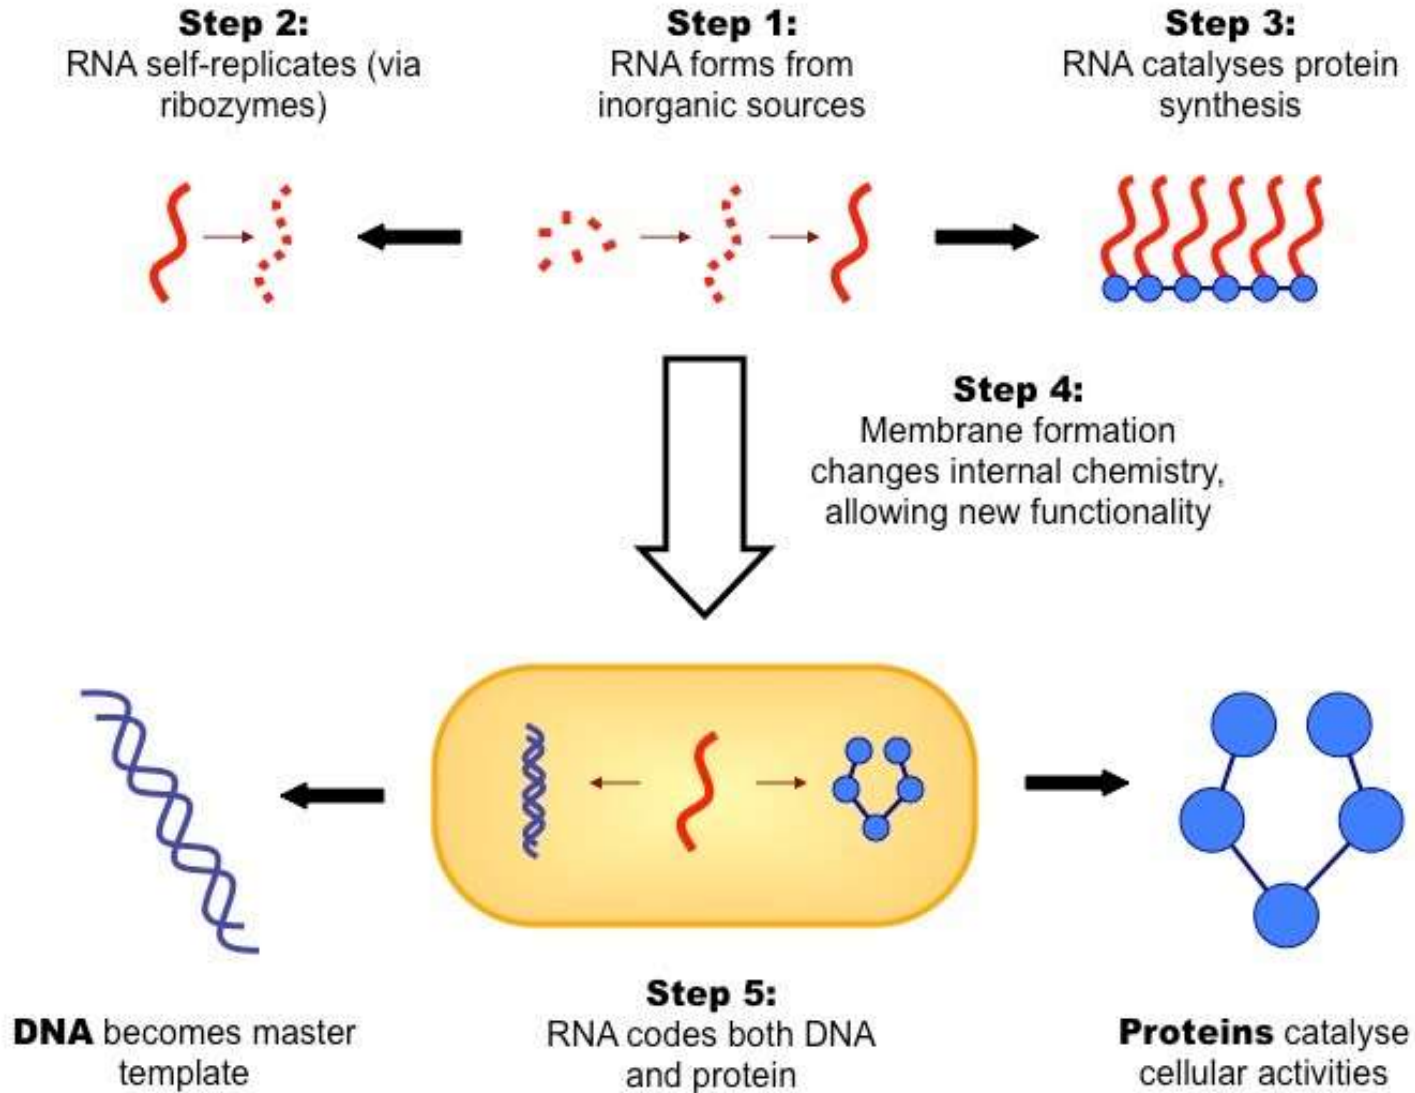 Step 2:
RNA self-replicates (via
ribozymes)
Step 1:
RNA forms from
inorganic sources
Step 3:
RNA catalyses protein
synthesis
Step 4:
Membrane formation
changes internal chemistry,
allowing new functionality
DNA becomes master
template
Step 5:
RNA codes both DNA
and protein
Proteins catalyse
cellular activities